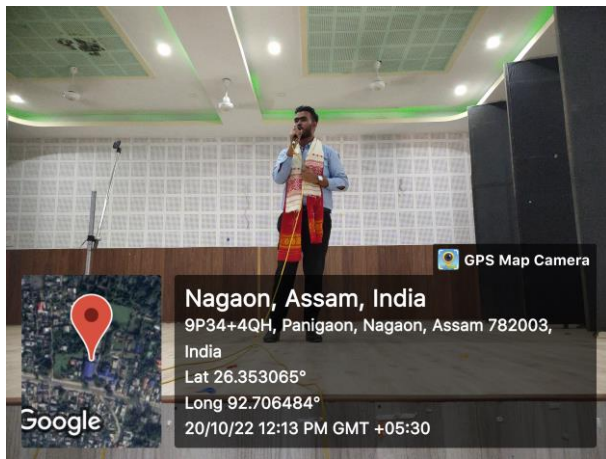 GPS Map Camera
Nagaon, Assam, India
9P34+4QH, Panigaon, Nagaon, Assam 782003,
India
Lat 26.353065°
Long 92.706484°
20/10/22 12:13 PM GMT +05:30
Google